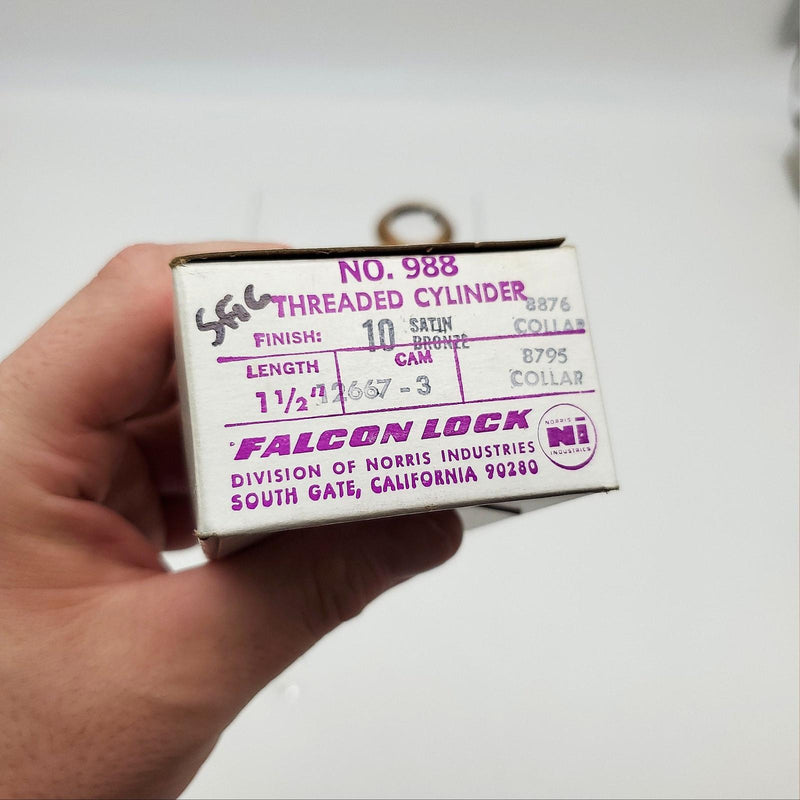 NO. 988
THREADED CYLINDER
FINISH: 10 SATIN BRONZE
8876 COLLAR
LENGTH
1 1/2"
CAM
12667-3
8795
COLLAR
FALCON LOCK
DIVISION OF NORRIS INDUSTRIES
SOUTH GATE, CALIFORNIA 90280
NORRIS
Ni
INDUSTRIES